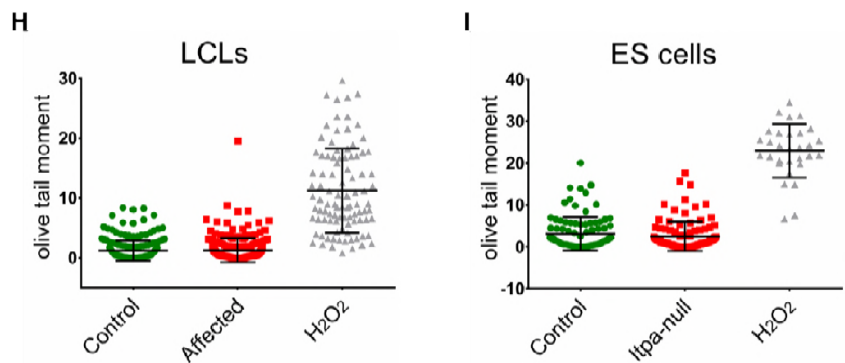 H
LCLs
olive tail moment
30
20
10
0
Control
Affected
H2O2
I
ES cells
olive tail moment
40
30
20
10
0
-10
Control
Itpa-null
H2O2